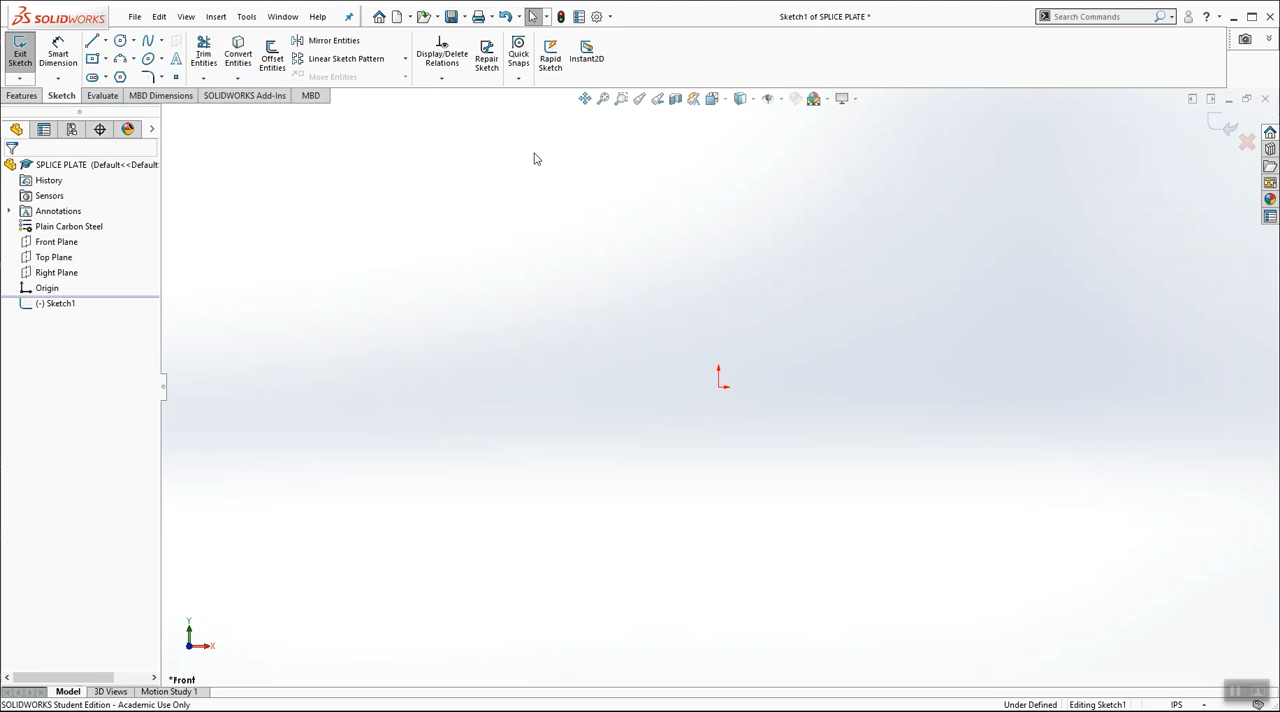 SOLIDWORKS
File Edit View Insert Tools Window Help
Sketch1 of SPLICE PLATE *
Search Commands
Exit Sketch
Smart Dimension
Trim Entities
Convert Entities
Offset Entities
Mirror Entities
Linear Sketch Pattern
Move Entities
Display/Delete Relations
Repair Sketch
Quick Snaps
Rapid Sketch
Instant2D
Features Sketch Evaluate MBD Dimensions SOLIDWORKS Add-Ins MBD
SPLICE PLATE (Default<<Default
History
Sensors
Annotations
Plain Carbon Steel
Front Plane
Top Plane
Right Plane
Origin
(-) Sketch1
Y
X
*Front
Model 3D Views Motion Study 1
SOLIDWORKS Student Edition - Academic Use Only
Under Defined Editing Sketch1 IPS